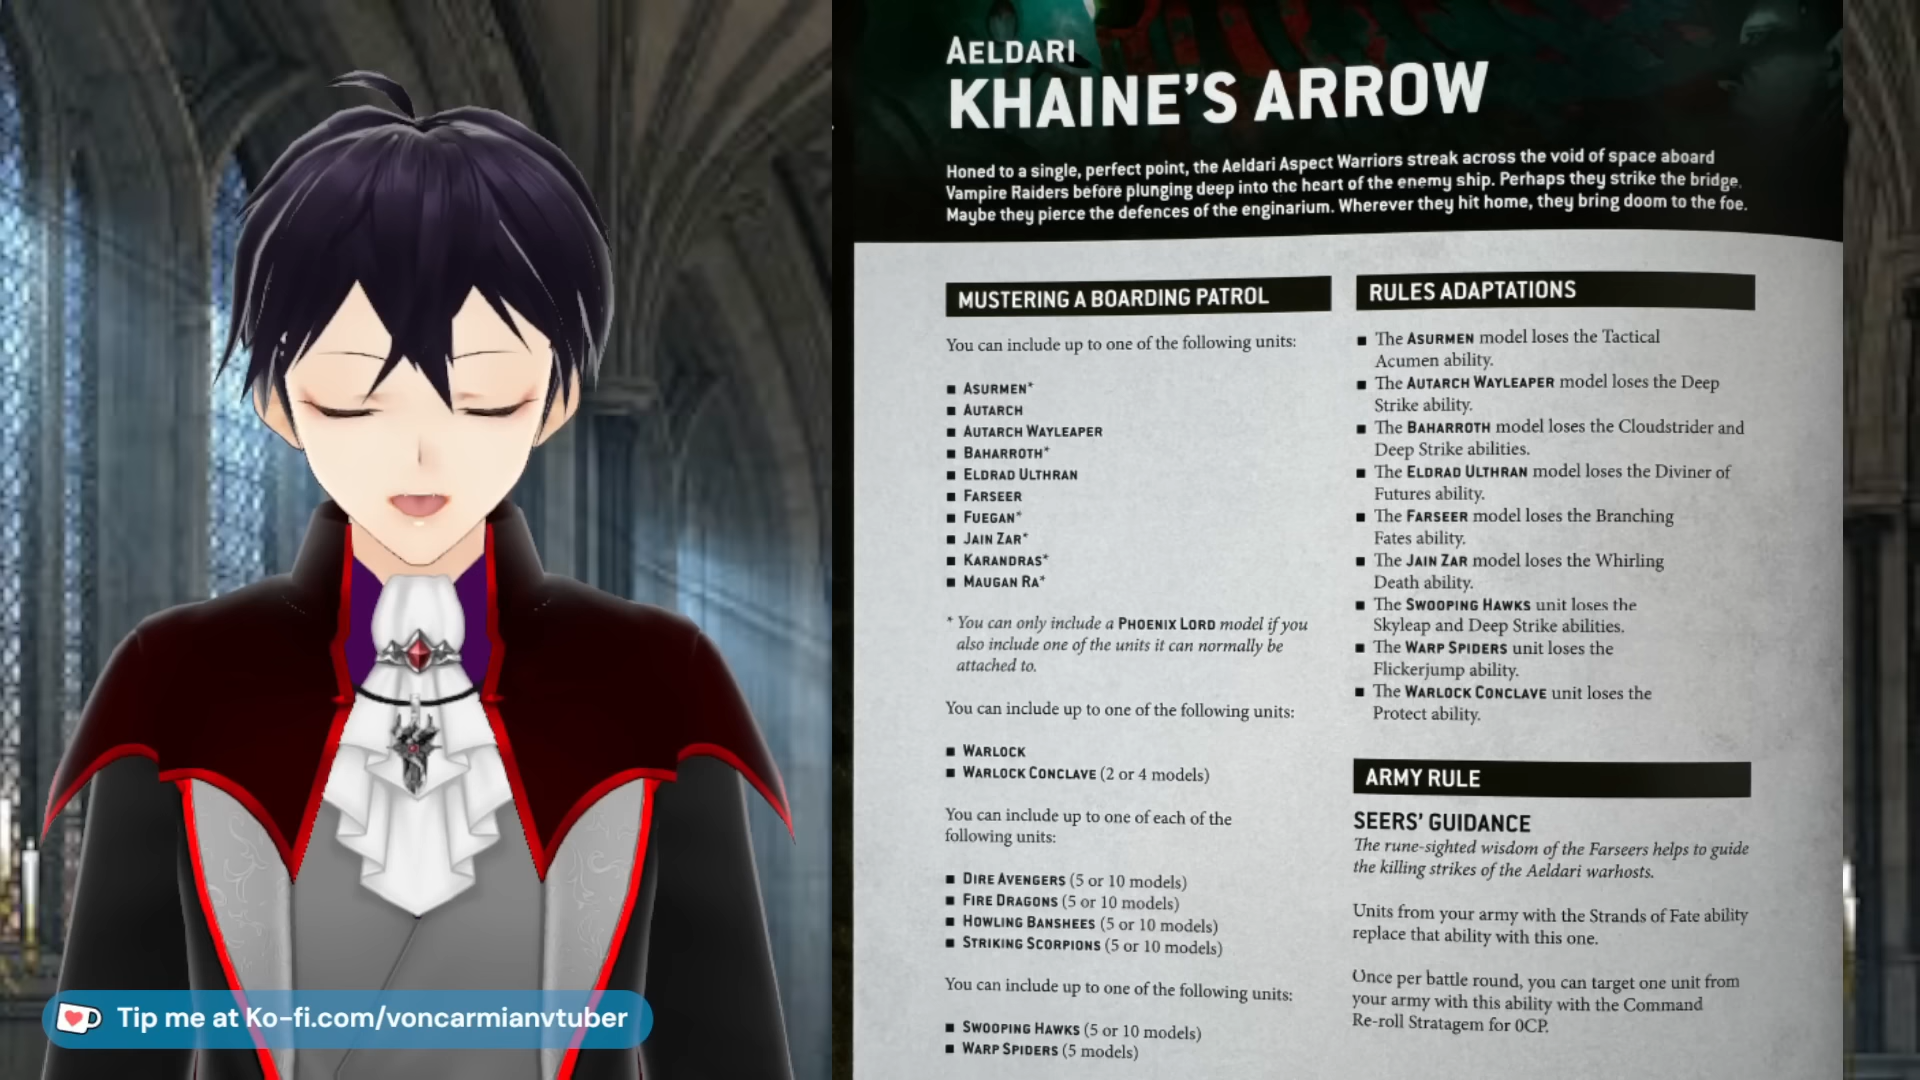 AELDARI
KHAINE'S ARROW
Honed to a single, perfect point, the Aeldari Aspect Warriors streak across the void of space aboard
Vampire Raiders before plunging deep into the heart of the enemy ship. Perhaps they strike the bridge.
Maybe they pierce the defences of the enginarium. Wherever they hit home, they bring doom to the foe.
MUSTERING A BOARDING PATROL
You can include up to one of the following units:
■ ASURMEN*
■ AUTARCH
■ AUTARCH WAYLEAPER
■ BAHARROTH*
■ ELDRAD ULTHRAN
■ FARSEER
■ FUEGAN*
■ JAIN ZAR*
■ KARANDRAS*
■ MAUGAN RA*
* You can only include a PHOENIX LORD model if you
also include one of the units it can normally be
attached to.
You can include up to one of the following units:
■ WARLOCK
■ WARLOCK CONCLAVE (2 or 4 models)
You can include up to one of each of the
following units:
■ DIRE AVENGERS (5 or 10 models)
■ FIRE DRAGONS (5 or 10 models)
■ HOWLING BANSHEES (5 or 10 models)
■ STRIKING SCORPIONS (5 or 10 models)
You can include up to one of the following units:
■ SWOOPING HAWKS (5 or 10 models)
■ WARP SPIDERS (5 models)
RULES ADAPTATIONS
■ The ASURMEN model loses the Tactical
Acumen ability.
■ The AUTARCH WAYLEAPER model loses the Deep
Strike ability.
■ The BAHARROTH model loses the Cloudstrider and
Deep Strike abilities.
■ The ELDRAD ULTHRAN model loses the Diviner of
Futures ability.
■ The FARSEER model loses the Branching
Fates ability.
■ The JAIN ZAR model loses the Whirling
Death ability.
■ The SWOOPING HAWKS unit loses the
Skyleap and Deep Strike abilities.
■ The WARP SPIDERS unit loses the
Flickerjump ability.
■ The WARLOCK CONCLAVE unit loses the
Protect ability.
ARMY RULE
SEERS' GUIDANCE
The rune-sighted wisdom of the Farseers helps to guide
the killing strikes of the Aeldari warhosts.
Units from your army with the Strands of Fate ability
replace that ability with this one.
Once per battle round, you can target one unit from
your army with this ability with the Command
Re-roll Stratagem for 0CP.
Tip me at Ko-fi.com/voncarmianvtuber